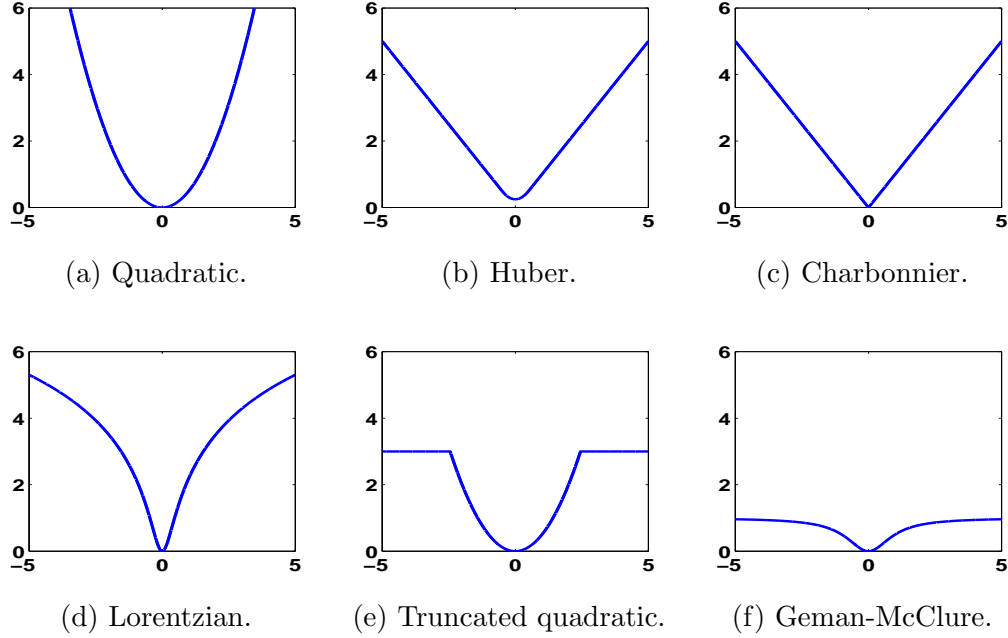 6 6 6
4 4 4
2 2 2
0 0 0
−5 0 5 −5 0 5 −5 0 5
(a) Quadratic. (b) Huber. (c) Charbonnier.
6 6 6
4 4 4
2 2 2
0 0 0
−5 0 5 −5 0 5 −5 0 5
(d) Lorentzian. (e) Truncated quadratic. (f) Geman-McClure.